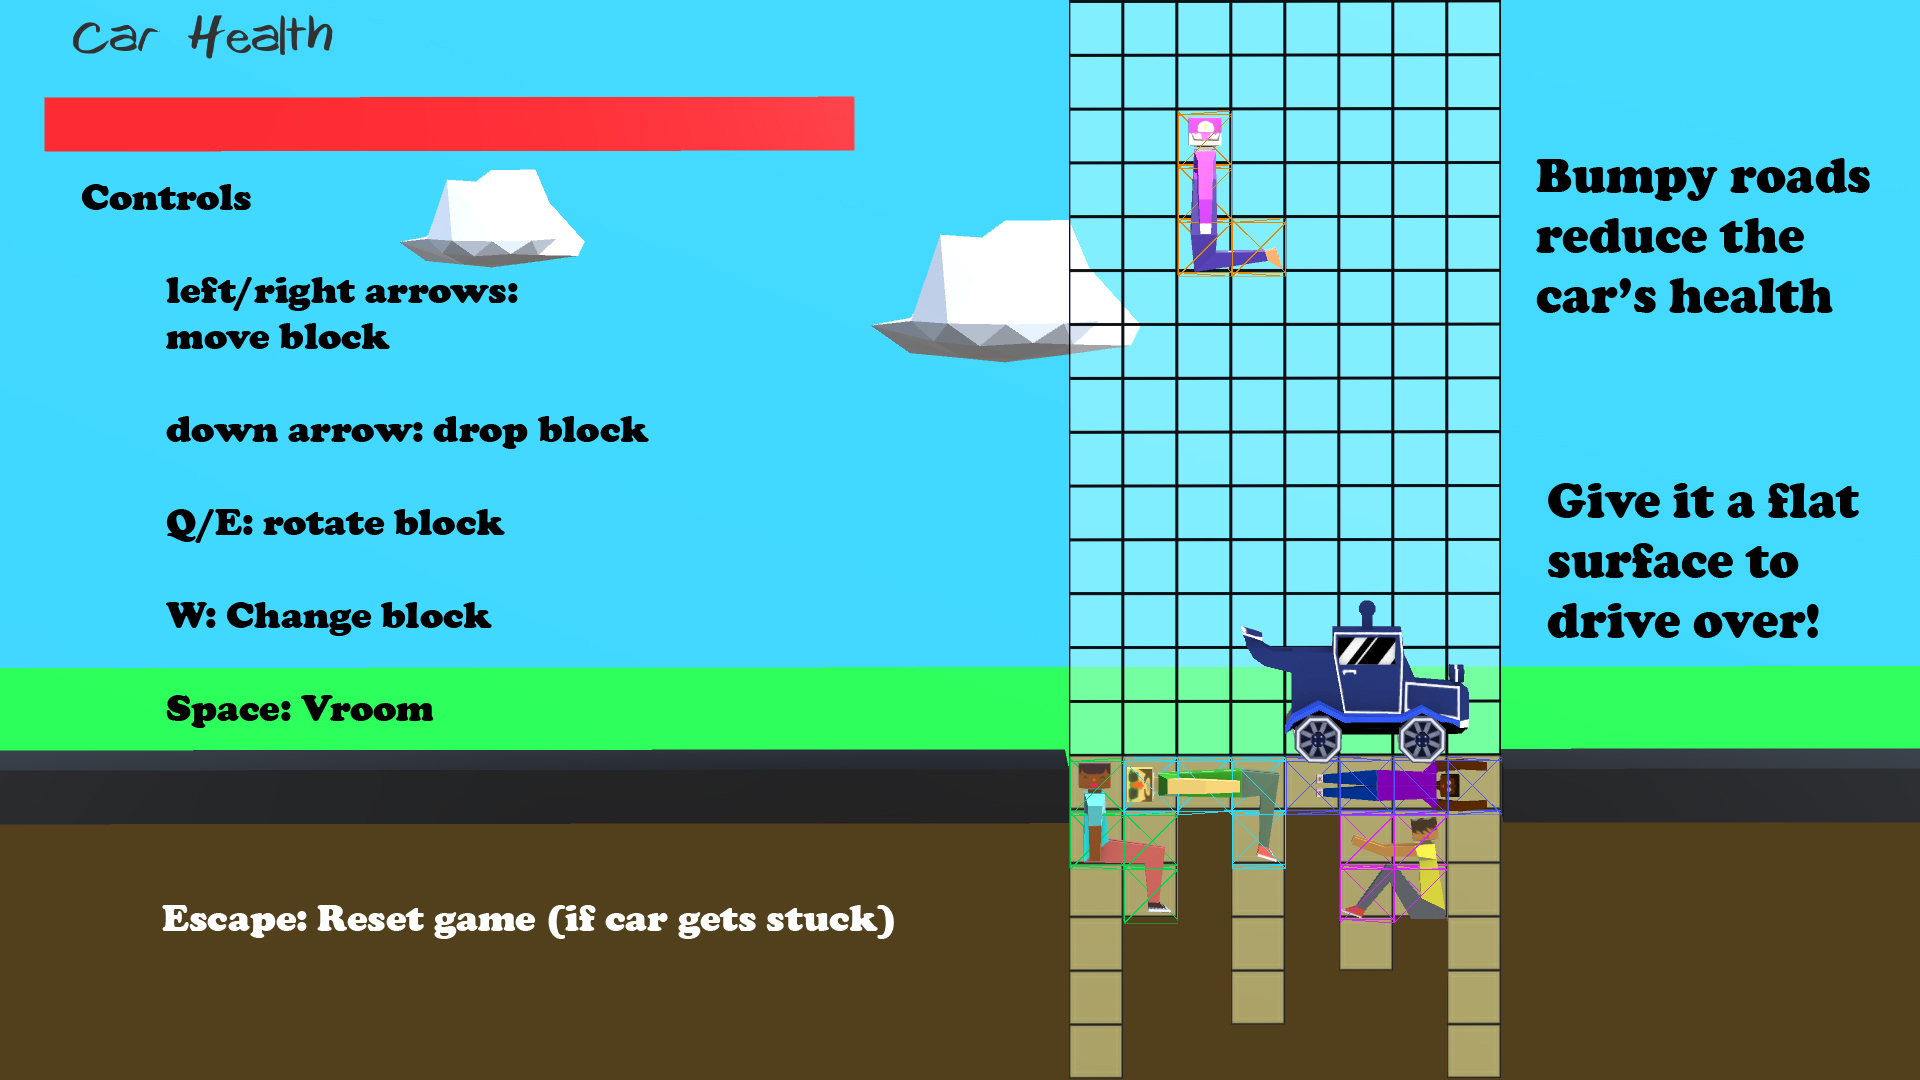 Car Health
Controls
left/right arrows:
move block
down arrow: drop block
Q/E: rotate block
W: Change block
Space: Vroom
Escape: Reset game (if car gets stuck)
Bumpy roads
reduce the
car's health
Give it a flat
surface to
drive over!